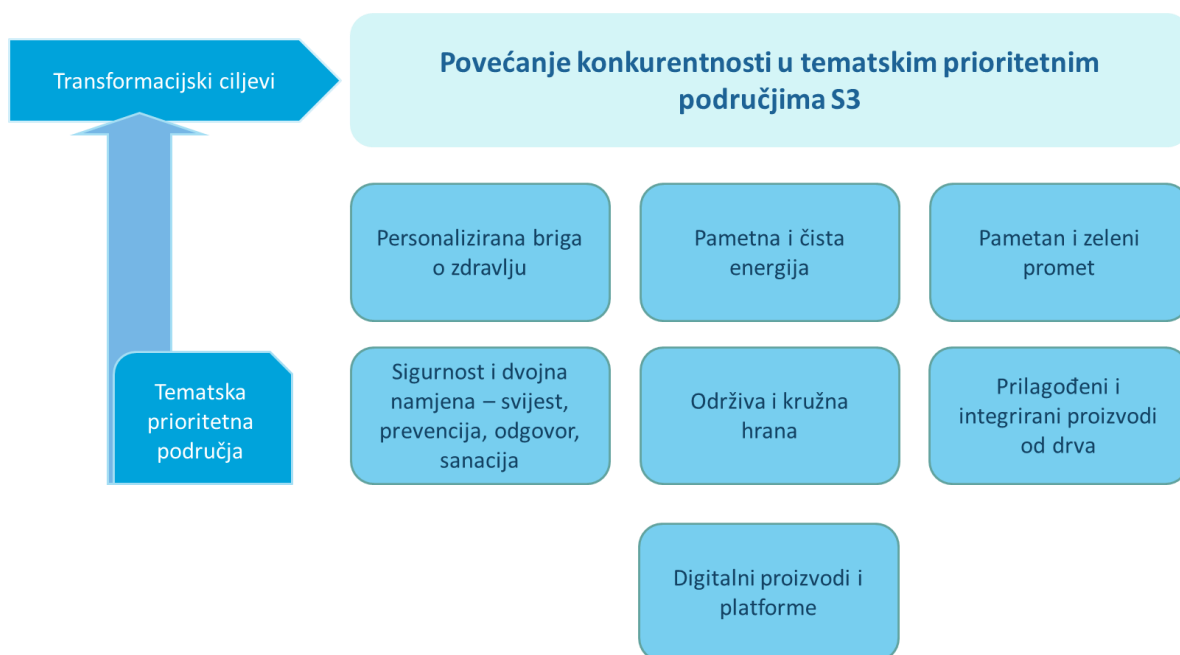 Transformacijski ciljevi
Povećanje konkurentnosti u tematskim prioritetnim
područjima S3
Personalizirana briga
o zdravlju
Pametna i čista
energija
Pametan i zeleni
promet
Tematska
prioritetna
područja
Sigurnost i dvojna
namjena – svijest,
prevencija, odgovor,
sanacija
Održiva i kružna
hrana
Prilagođeni i
integrirani proizvodi
od drva
Digitalni proizvodi i
platforme